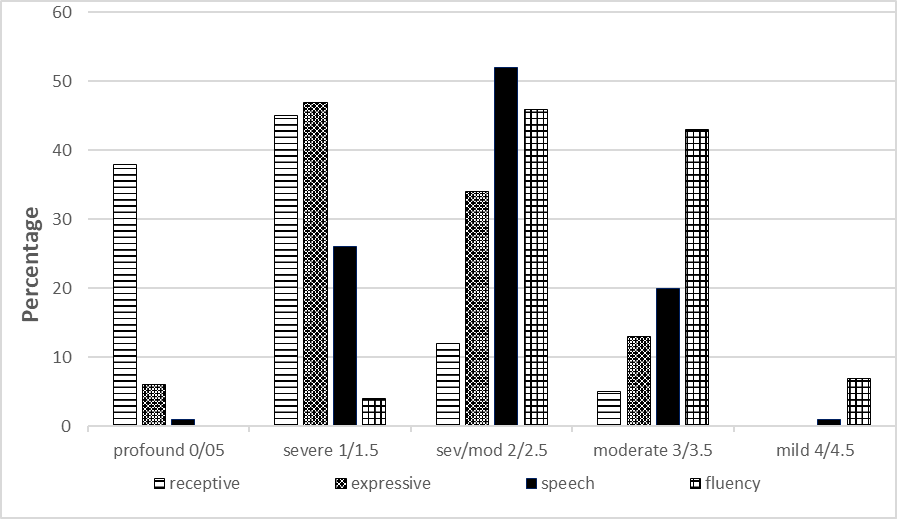 60
50
40
30
20
10
0
Percentage
profound 0/05 severe 1/1.5 sev/mod 2/2.5 moderate 3/3.5 mild 4/4.5
receptive expressive speech fluency